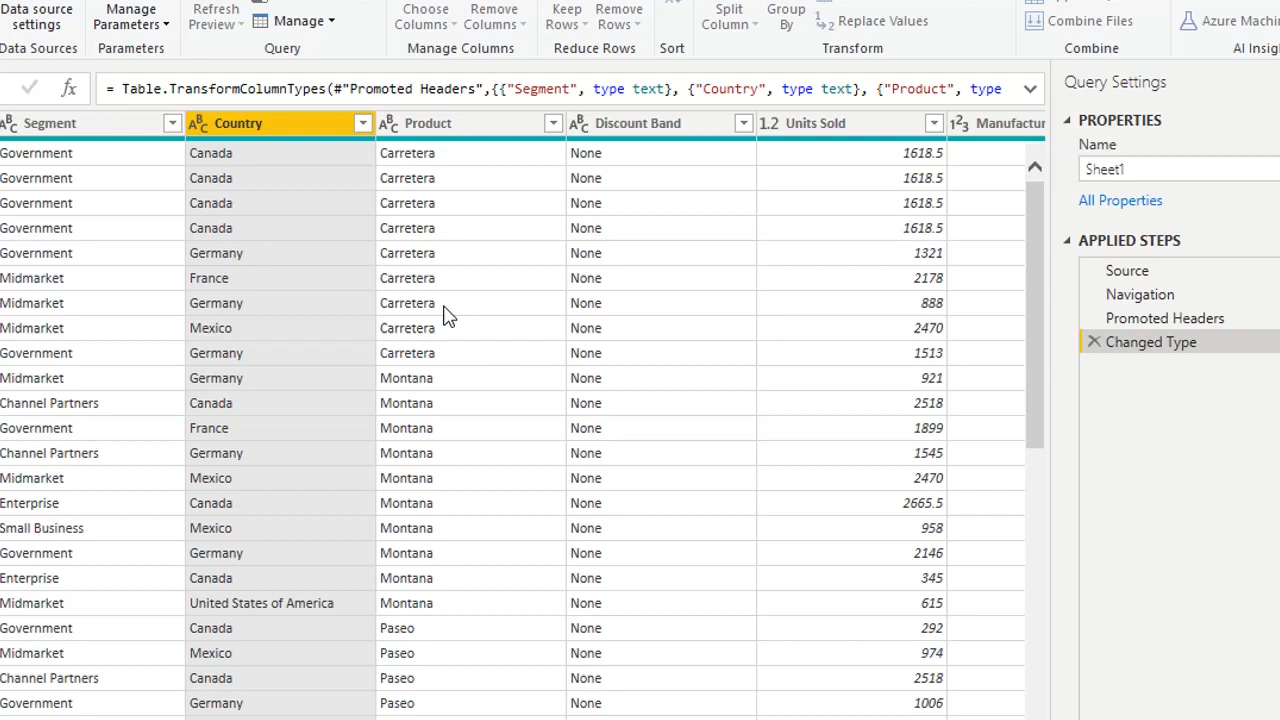 Data source
settings
Manage
Parameters
Refresh
Preview
Manage
Choose
Columns
Remove
Columns
Keep
Rows
Remove
Rows
Split
Column
Group
By
Replace Values
Combine Files
Azure Machi
Data Sources
Parameters
Query
Manage Columns
Reduce Rows
Sort
Transform
Combine
AI Insig
fx
= Table.TransformColumnTypes(#"Promoted Headers",{{"Segment", type text}, {"Country", type text}, {"Product", type
Segment Country Product Discount Band 1.2 Units Sold 123 Manufactur
Government Canada Carretera None 1618.5
Government Canada Carretera None 1618.5
Government Canada Carretera None 1618.5
Government Canada Carretera None 1618.5
Government Germany Carretera None 1321
Midmarket France Carretera None 2178
Midmarket Germany Carretera None 888
Midmarket Mexico Carretera None 2470
Government Germany Carretera None 1513
Midmarket Germany Montana None 921
Channel Partners Canada Montana None 2518
Government France Montana None 1899
Channel Partners Germany Montana None 1545
Midmarket Mexico Montana None 2470
Enterprise Canada Montana None 2665.5
Small Business Mexico Montana None 958
Government Germany Montana None 2146
Enterprise Canada Montana None 345
Midmarket United States of America Montana None 615
Government Canada Paseo None 292
Midmarket Mexico Paseo None 974
Channel Partners Canada Paseo None 2518
Government Germany Paseo None 1006
Query Settings
PROPERTIES
Name
Sheet1
All Properties
APPLIED STEPS
Source
Navigation
Promoted Headers
Changed Type